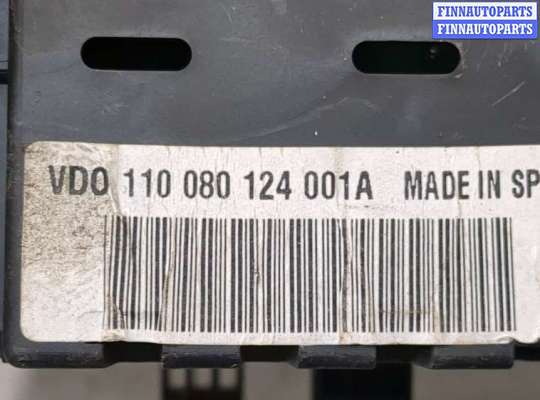 FINNAUTOPARTS
FINNAUTOPARTS
VDO 110 080 124 001A MADE IN SP